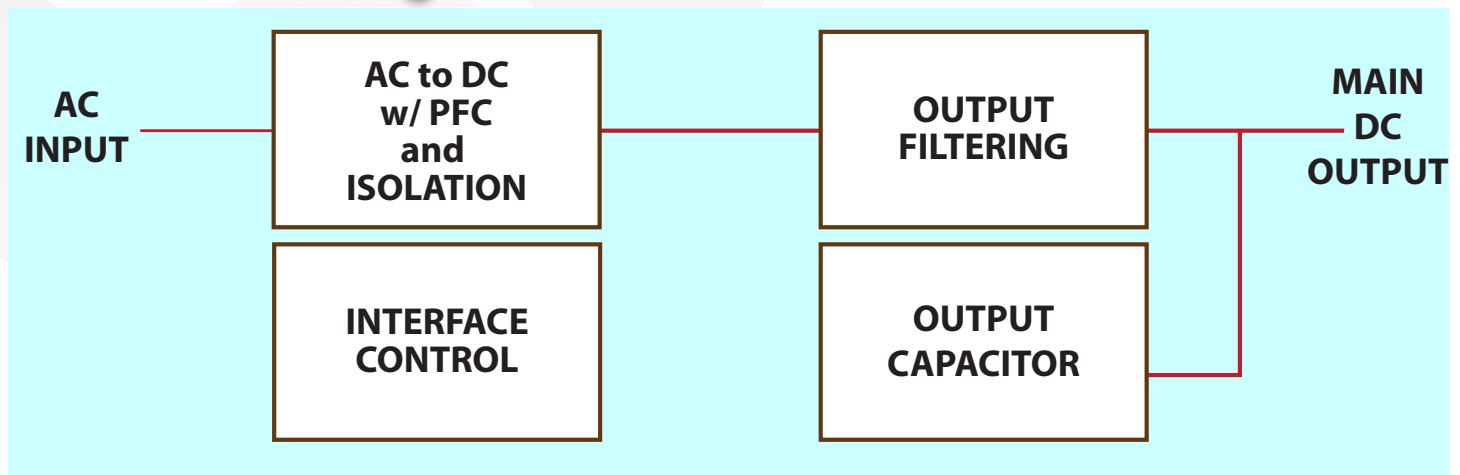 AC
INPUT
AC to DC
w/ PFC
and
ISOLATION
OUTPUT
FILTERING
MAIN
DC
OUTPUT
INTERFACE
CONTROL
OUTPUT
CAPACITOR